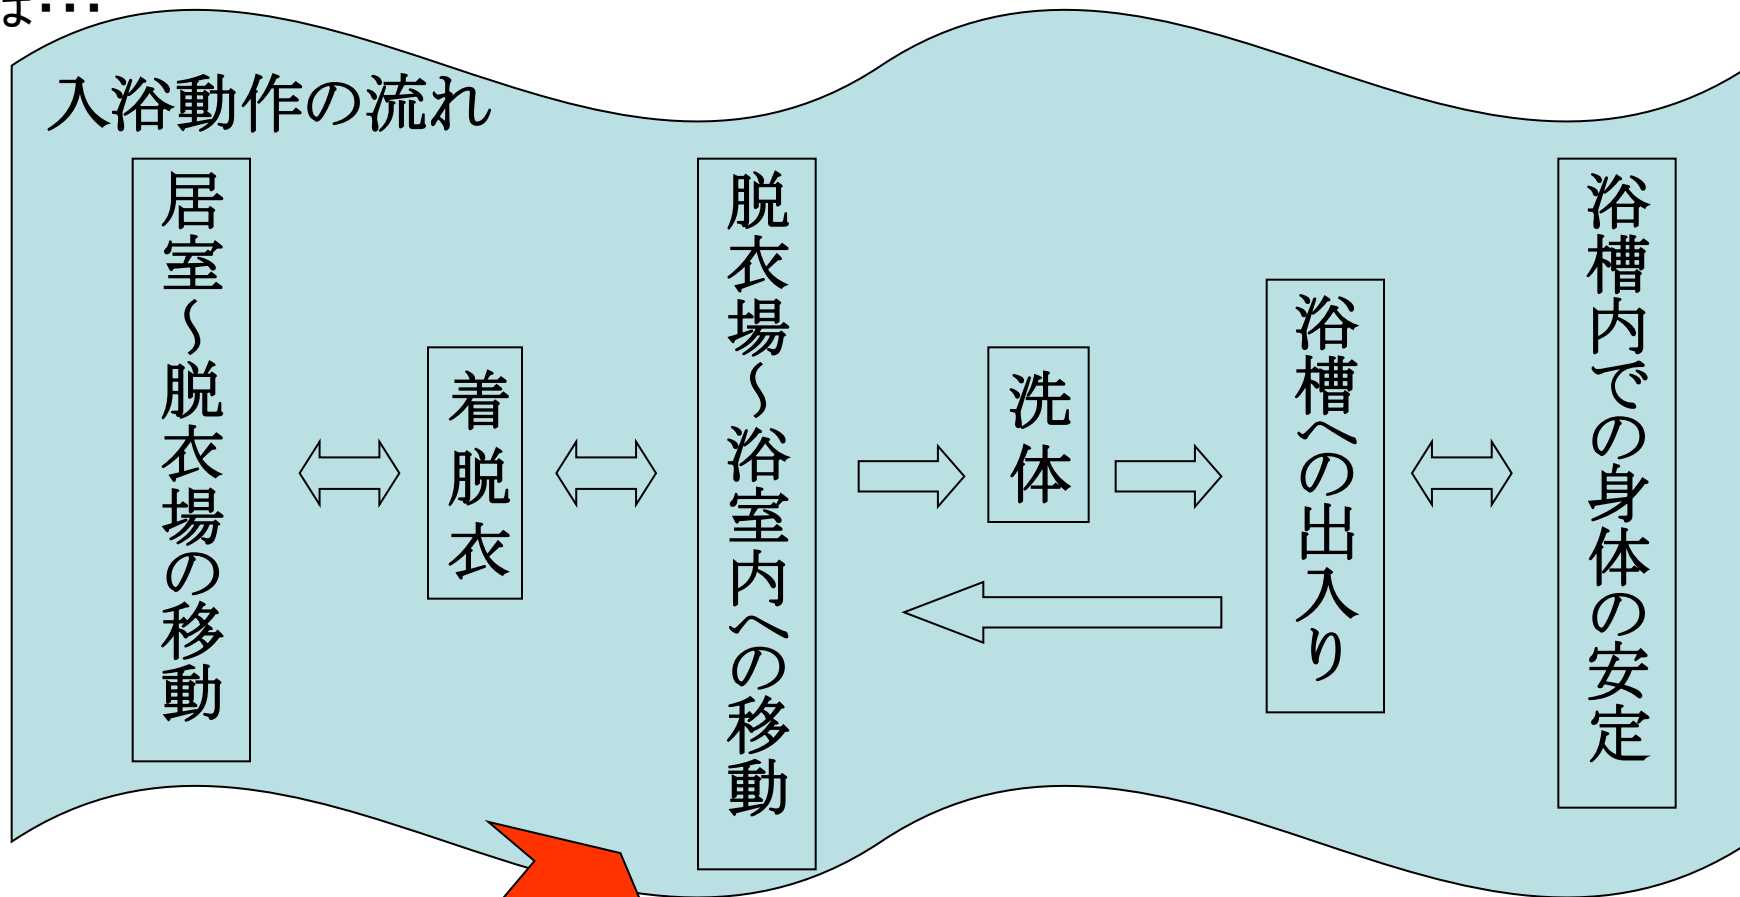 は・・・
入浴動作の流れ
居室～脱衣場の移動
着脱衣
脱衣場～浴室内への移動
洗体
浴槽への出入り
浴槽内での身体の安定